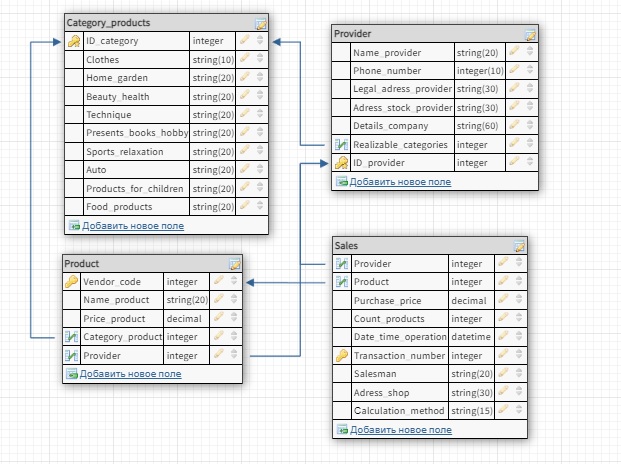 Category_products
ID_category integer
Clothes string(10)
Home_garden string(20)
Beauty_health string(20)
Technique string(20)
Presents_books_hobby string(20)
Sports_relaxation string(20)
Auto string(20)
Products_for_children string(20)
Food_products string(20)
Добавить новое поле
Provider
Name_provider string(20)
Phone_number integer(10)
Legal_adress_provider string(30)
Adress_stock_provider string(30)
Details_company string(60)
Realizable_categories integer
ID_provider integer
Добавить новое поле
Product
Vendor_code integer
Name_product string(20)
Price_product decimal
Category_product integer
Provider integer
Добавить новое поле
Sales
Provider integer
Product integer
Purchase_price decimal
Count_products integer
Date_time_operation datetime
Transaction_number integer
Salesman string(20)
Adress_shop string(30)
Calculation_method string(15)
Добавить новое поле